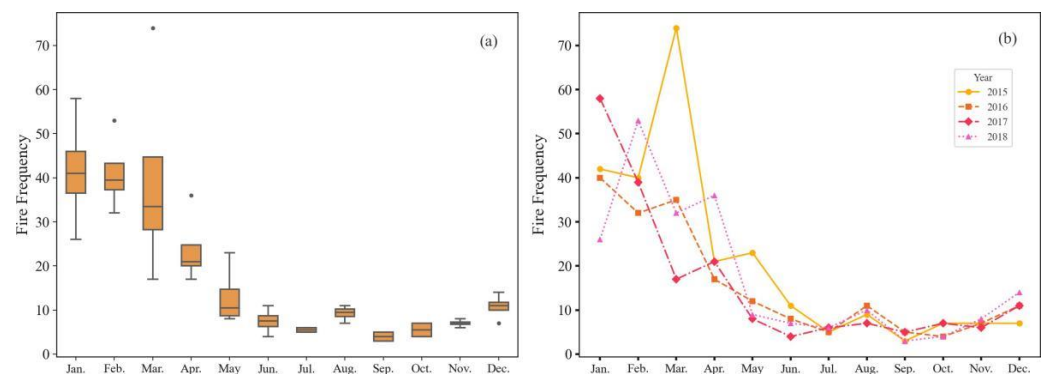 (a)
Fire Frequency
70
60
50
40
30
20
10
0
Jan. Feb. Mar. Apr. May Jun. Jul. Aug. Sep. Oct. Nov. Dec.
(b)
Fire Frequency
70
60
50
40
30
20
10
0
Year
2015
2016
2017
2018
Jan. Feb. Mar. Apr. May Jun. Jul. Aug. Sep. Oct. Nov. Dec.